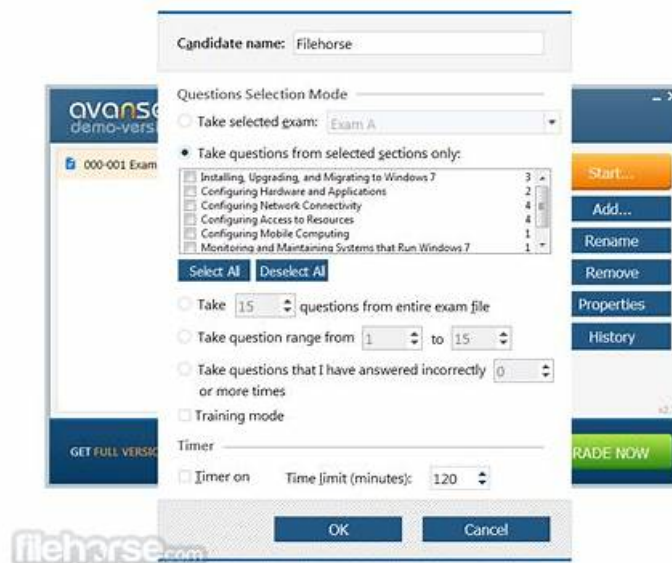 Candidate name: Filehorse
Questions Selection Mode
Take selected exam: Exam A
avanse
demo-versi
Take questions from selected sections only:
000-001 Exam
Installing, Upgrading, and Migrating to Windows 7 3
Configuring Hardware and Applications 2
Configuring Network Connectivity 4
Configuring Access to Resources 4
Configuring Mobile Computing 1
Monitoring and Maintaining Systems that Run Windows 7 1
Start...
Add...
Rename
Remove
Properties
History
Select All Deselect All
Take 15 questions from entire exam file
Take question range from 1 to 15
Take questions that I have answered incorrectly 0
or more times
Training mode
Timer
GET FULL VERSIO
RADE NOW
Timer on Time limit (minutes): 120
OK Cancel
filehorse.com